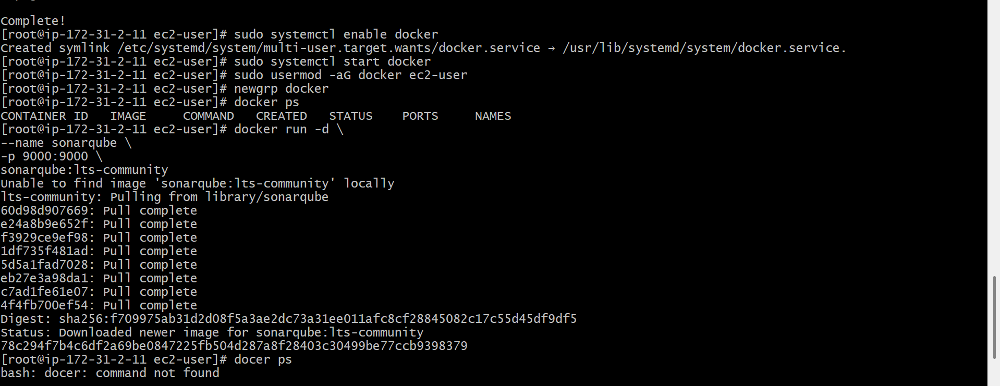 Complete!
[root@ip-172-31-2-11 ec2-user]# sudo systemctl enable docker
Created symlink /etc/systemd/system/multi-user.target.wants/docker.service → /usr/lib/systemd/system/docker.service.
[root@ip-172-31-2-11 ec2-user]# sudo systemctl start docker
[root@ip-172-31-2-11 ec2-user]# sudo usermod -aG docker ec2-user
[root@ip-172-31-2-11 ec2-user]# newgrp docker
[root@ip-172-31-2-11 ec2-user]# docker ps
CONTAINER ID   IMAGE     COMMAND   CREATED   STATUS    PORTS     NAMES
[root@ip-172-31-2-11 ec2-user]# docker run -d \
--name sonarqube \
-p 9000:9000 \
sonarqube:lts-community
Unable to find image 'sonarqube:lts-community' locally
lts-community: Pulling from library/sonarqube
60d98d907669: Pull complete
e24a8b9e652f: Pull complete
f3929ce9ef98: Pull complete
1df735f481ad: Pull complete
5d5a1fad7028: Pull complete
eb27e3a98da1: Pull complete
c7ad1fe61e07: Pull complete
4f4fb700ef54: Pull complete
Digest: sha256:f709975ab31d2d08f5a3ae2dc73a31ee011afc8cf28845082c17c55d45df9df5
Status: Downloaded newer image for sonarqube:lts-community
78c294f7b4c6df2a69be0847225fb504d287a8f28403c30499be77ccb9398379
[root@ip-172-31-2-11 ec2-user]# docer ps
bash: docer: command not found